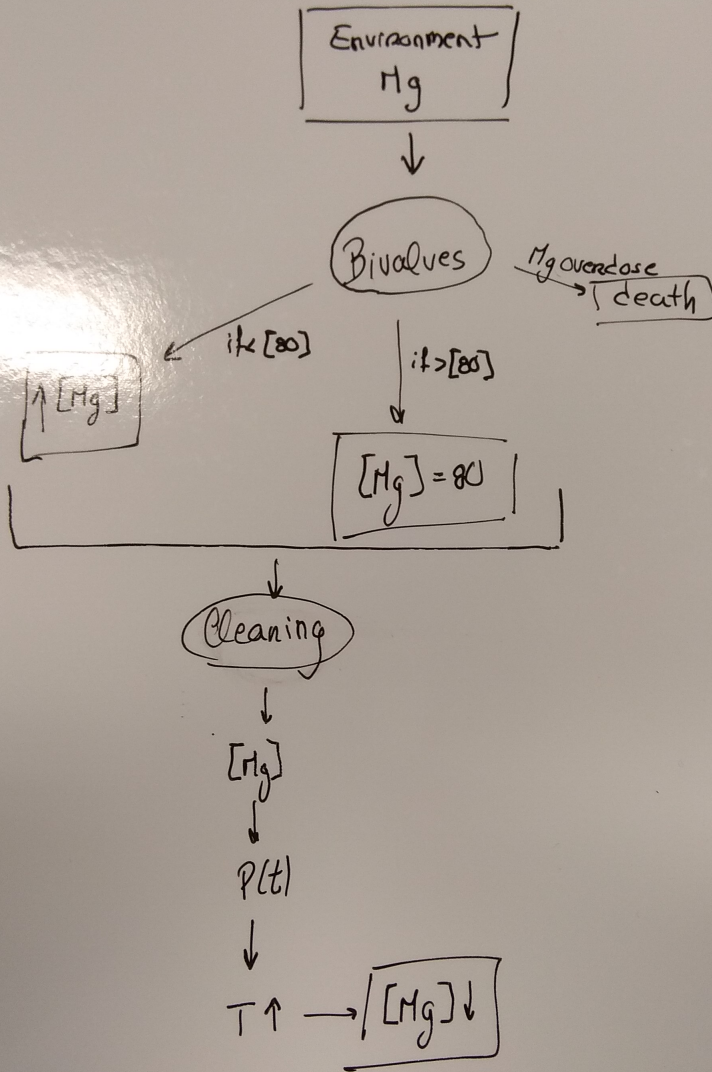 Environment
Mg
Bivalves
Mg overdose
death
if < [80]
if > [80]
↑ [Mg]
[Mg] = 80
Cleaning
[Mg]
P(t)
T ↑
[Mg] ↓